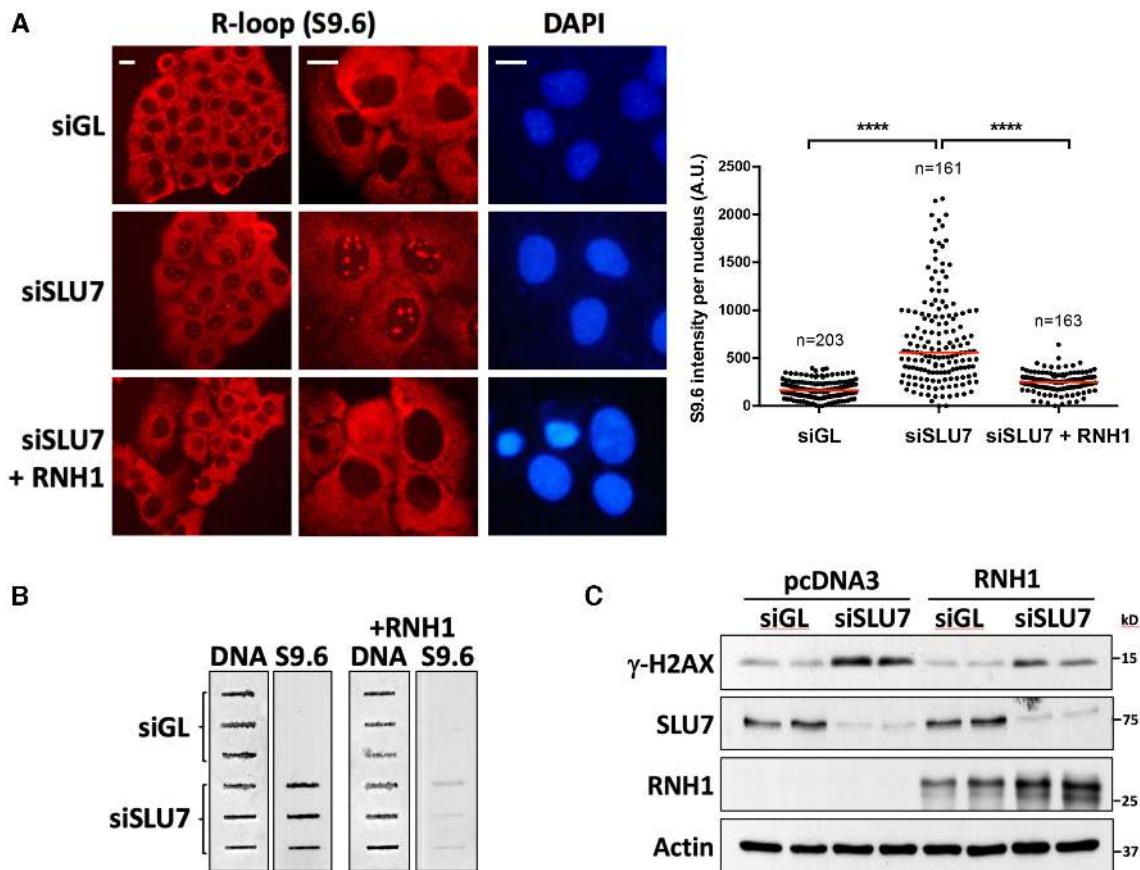 A
R-loop (S9.6) DAPI
siGL
siSLU7
siSLU7
+ RNH1
**** ****
S9.6 intensity per nucleus (A.U.)
2500
2000
1500
1000
500
0
n=203
n=161
n=163
siGL siSLU7 siSLU7 + RNH1
B
+RNH1
DNA S9.6 DNA S9.6
siGL
siSLU7
C
pcDNA3 RNH1
siGL siSLU7 siGL siSLU7 kD
γ-H2AX 15
SLU7 75
RNH1 25
Actin 37